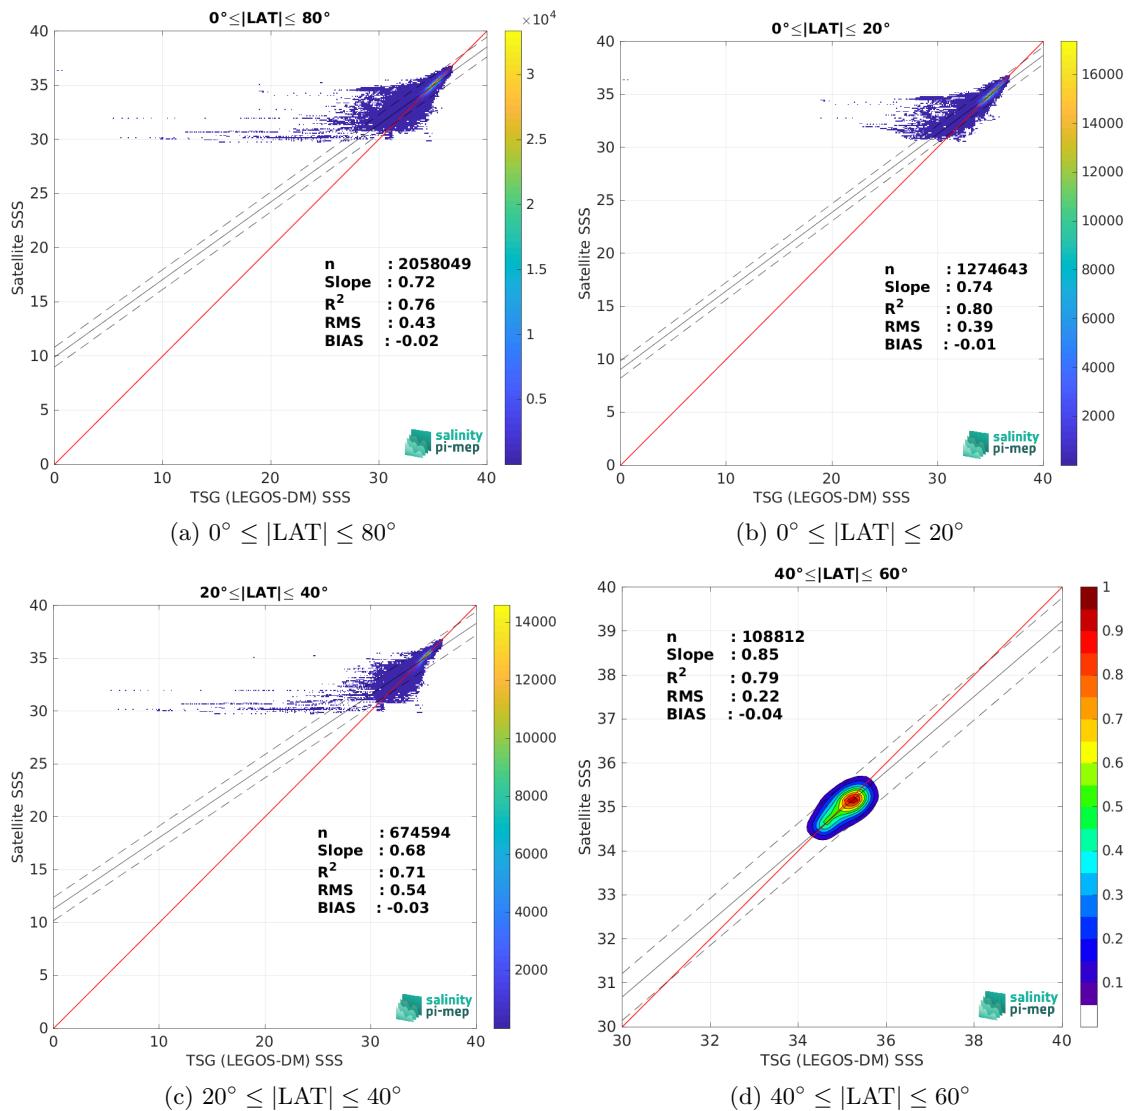 0°≤|LAT|≤ 80°
×10⁴
Satellite SSS
40
35
30
25
20
15
10
5
0
0 10 20 30 40
TSG (LEGOS-DM) SSS
n : 2058049
Slope : 0.72
R² : 0.76
RMS : 0.43
BIAS : -0.02
salinity
pi-mep
3
2.5
2
1.5
1
0.5
(a) 0° ≤ |LAT| ≤ 80°
0°≤|LAT|≤ 20°
Satellite SSS
40
35
30
25
20
15
10
5
0
0 10 20 30 40
TSG (LEGOS-DM) SSS
n : 1274643
Slope : 0.74
R² : 0.80
RMS : 0.39
BIAS : -0.01
salinity
pi-mep
16000
14000
12000
10000
8000
6000
4000
2000
(b) 0° ≤ |LAT| ≤ 20°
20°≤|LAT|≤ 40°
Satellite SSS
40
35
30
25
20
15
10
5
0
0 10 20 30 40
TSG (LEGOS-DM) SSS
n : 674594
Slope : 0.68
R² : 0.71
RMS : 0.54
BIAS : -0.03
salinity
pi-mep
14000
12000
10000
8000
6000
4000
2000
(c) 20° ≤ |LAT| ≤ 40°
40°≤|LAT|≤ 60°
Satellite SSS
40
39
38
37
36
35
34
33
32
31
30
30 32 34 36 38 40
TSG (LEGOS-DM) SSS
n : 108812
Slope : 0.85
R² : 0.79
RMS : 0.22
BIAS : -0.04
salinity
pi-mep
1
0.9
0.8
0.7
0.6
0.5
0.4
0.3
0.2
0.1
(d) 40° ≤ |LAT| ≤ 60°